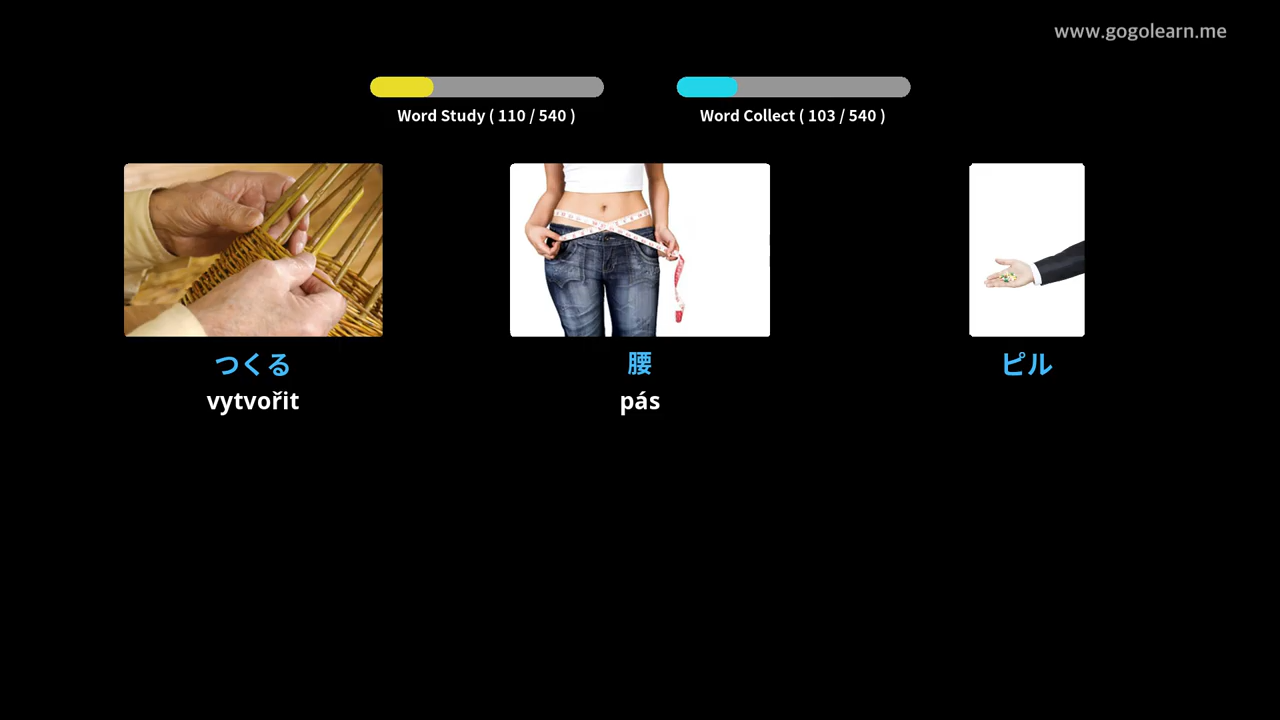 www.gogolearn.me
Word Study ( 110 / 540 )
Word Collect ( 103 / 540 )
つくる
腰
ピル
vytvořit
pás